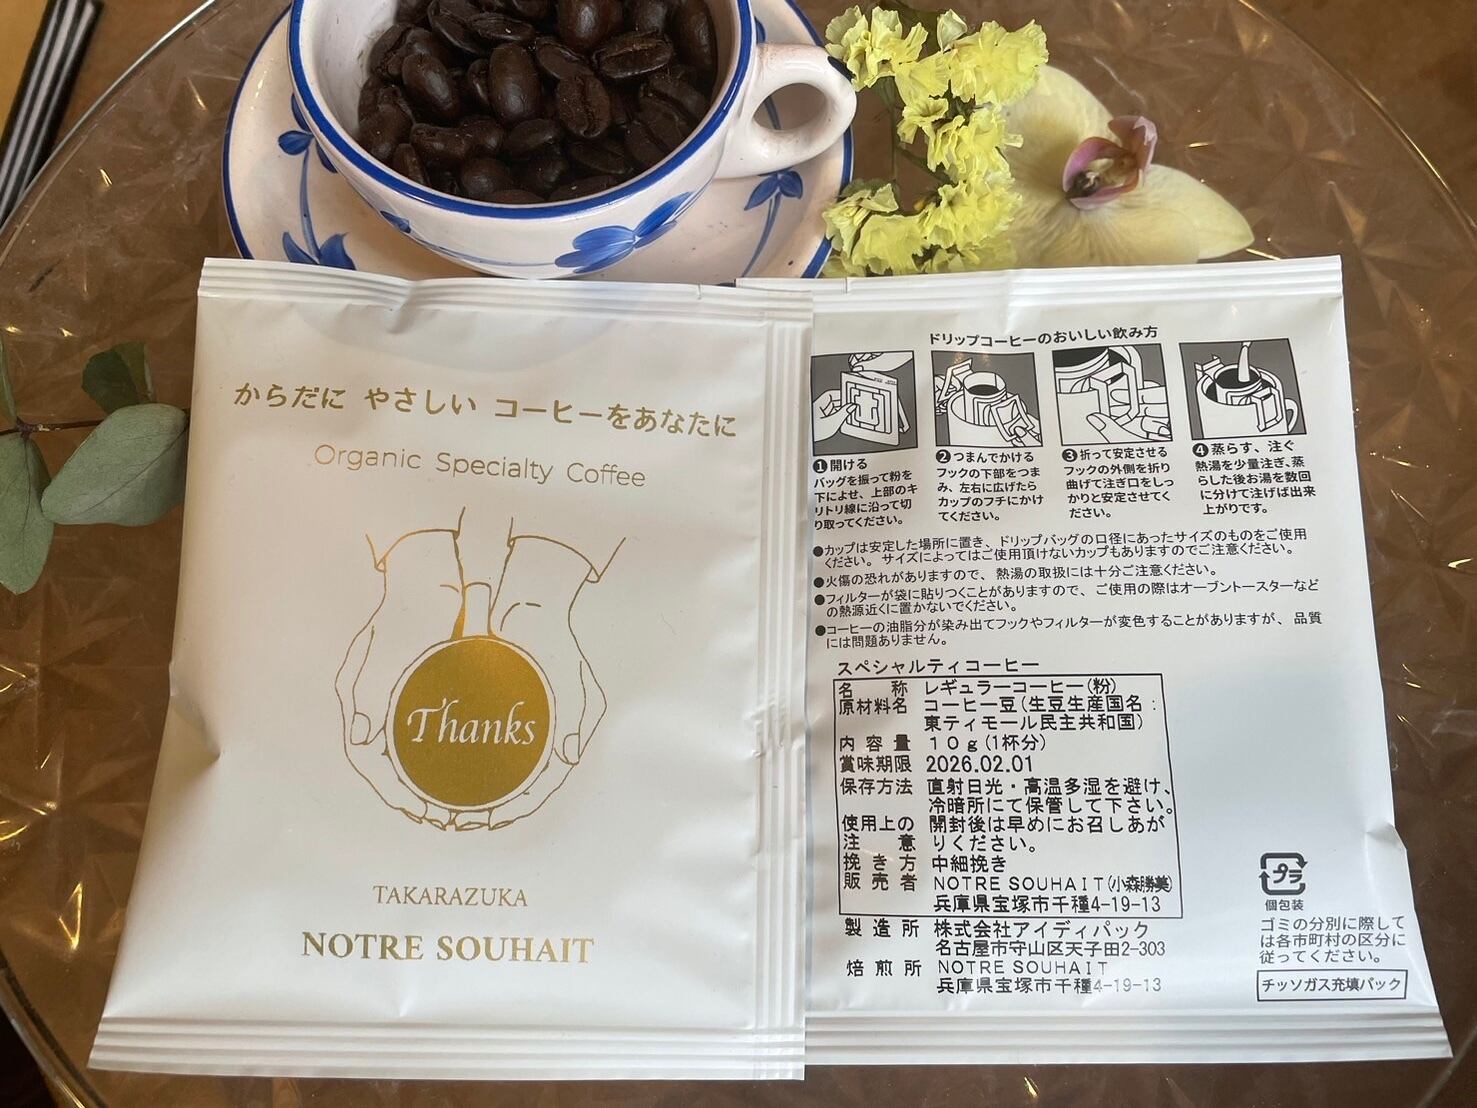 からだに やさしい コーヒーをあなたに
Organic Specialty Coffee
Thanks
TAKARAZUKA
NOTRE SOUHAIT
ドリップコーヒーのおいしい飲み方
❶開ける
バッグを振って粉を
下によせ、上部のキ
リトリ線に沿って切
り取ってください。
❷つまんでかける
フックの下部をつま
み、左右に広げたら
カップのフチにかけ
てください。
❸折って安定させる
フックの外側を折り
曲げて注ぎ口をしっ
かりと安定させてく
ださい。
❹蒸らす、注ぐ
熱湯を少量注ぎ、蒸
らした後お湯を数回
に分けて注げば出来
上がりです。
●カップは安定した場所に置き、ドリップバッグの口径にあったサイズのものをご使用
ください。サイズによってはご使用頂けないカップもありますのでご注意ください。
●火傷の恐れがありますので、熱湯の取扱には十分ご注意ください。
●フィルターが袋に貼りつくことがありますので、ご使用の際はオーブントースターなど
の熱源近くに置かないでください。
●コーヒーの油脂分が染み出てフックやフィルターが変色することがありますが、品質
には問題ありません。
スペシャルティコーヒー
名称 レギュラーコーヒー(粉)
原材料名 コーヒー豆(生豆生産国名:
東ティモール民主共和国)
内容量 10g(1杯分)
賞味期限 2026.02.01
保存方法 直射日光・高温多湿を避け、
冷暗所にて保管して下さい。
使用上の 開封後は早めにお召しあが
注意 りください。
挽き方 中細挽き
販売者 NOTRE SOUHAIT(小森勝美)
兵庫県宝塚市千種4-19-13
製造所 株式会社アイディパック
名古屋市守山区天子田2-303
焙煎所 NOTRE SOUHAIT
兵庫県宝塚市千種4-19-13
プラ
個包装
ゴミの分別に際して
は各市町村の区分に
従ってください。
チッソガス充填パック